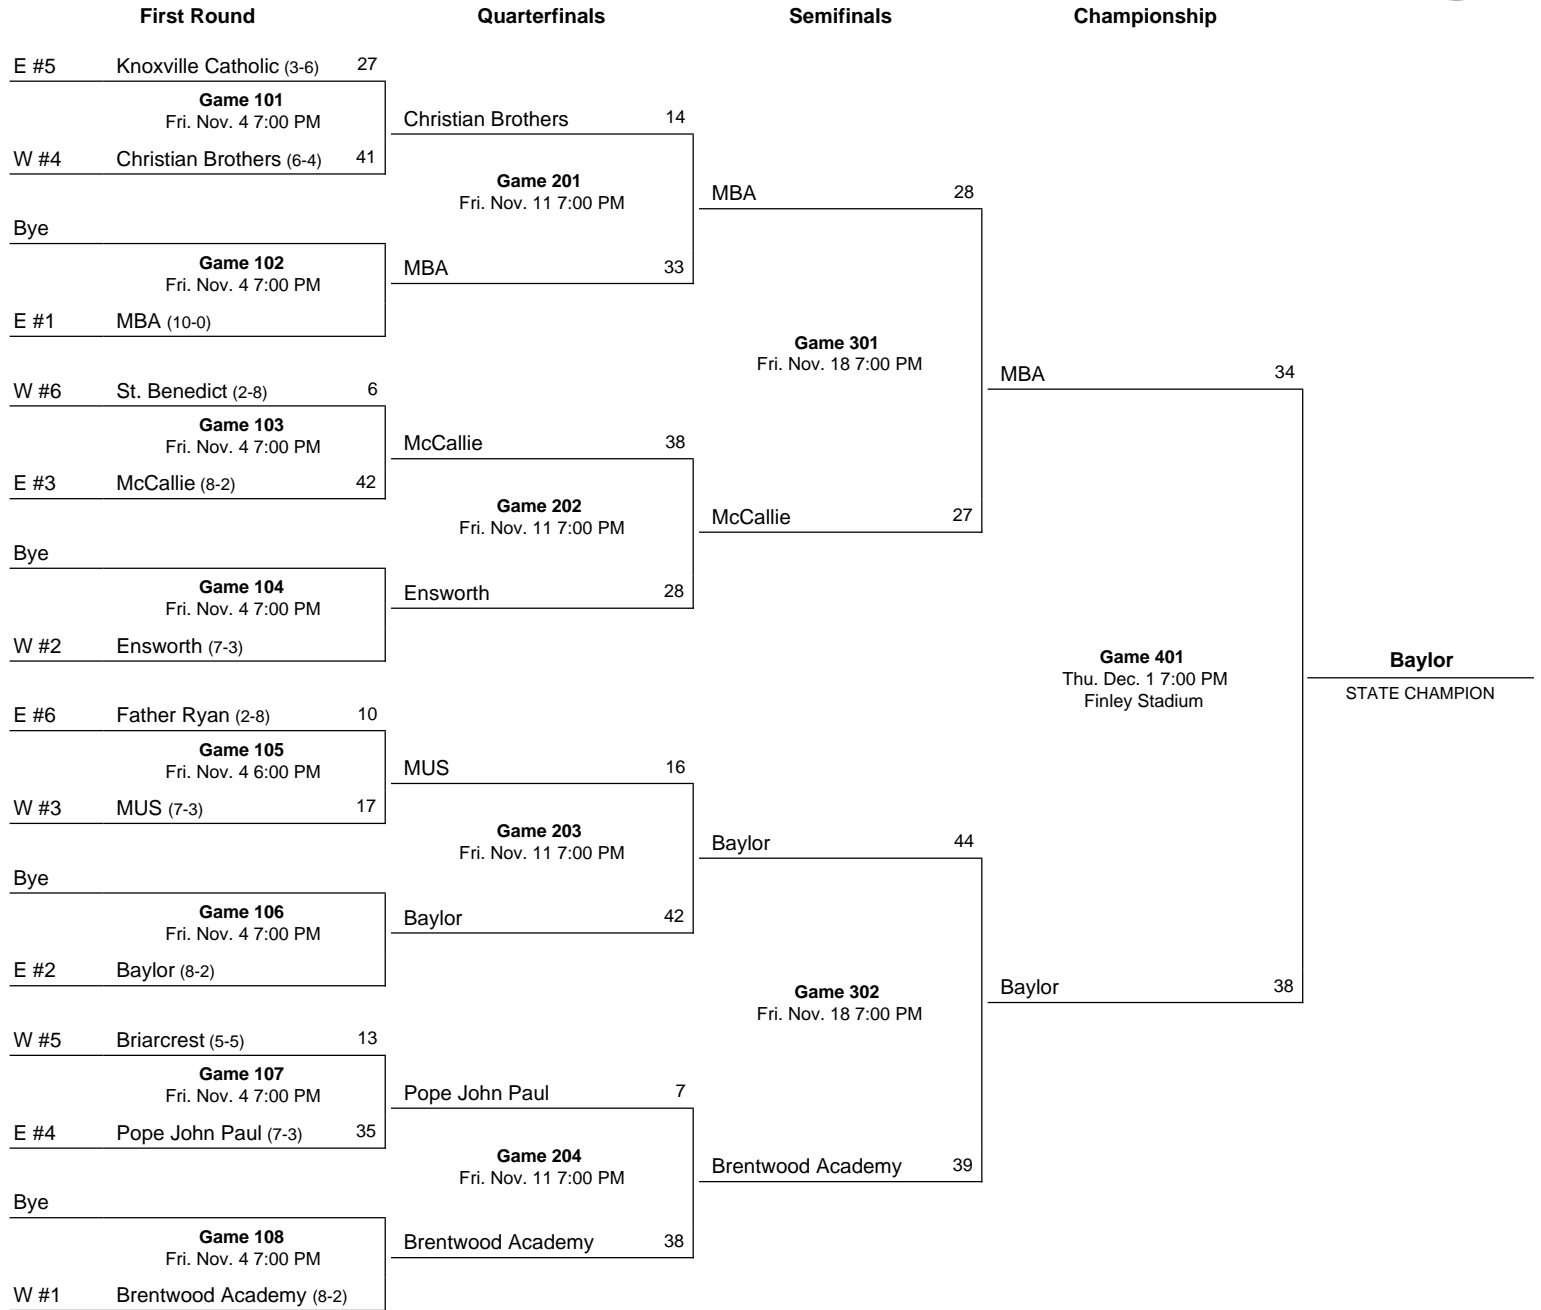 First Round Quarterfinals Semifinals Championship
E #5 Knoxville Catholic (3-6) 27
Game 101
Fri. Nov. 4 7:00 PM
W #4 Christian Brothers (6-4) 41
Bye
Game 102
Fri. Nov. 4 7:00 PM
E #1 MBA (10-0)
W #6 St. Benedict (2-8) 6
Game 103
Fri. Nov. 4 7:00 PM
E #3 McCallie (8-2) 42
Bye
Game 104
Fri. Nov. 4 7:00 PM
W #2 Ensworth (7-3)
E #6 Father Ryan (2-8) 10
Game 105
Fri. Nov. 4 6:00 PM
W #3 MUS (7-3) 17
Bye
Game 106
Fri. Nov. 4 7:00 PM
E #2 Baylor (8-2)
W #5 Briarcrest (5-5) 13
Game 107
Fri. Nov. 4 7:00 PM
E #4 Pope John Paul (7-3) 35
Bye
Game 108
Fri. Nov. 4 7:00 PM
W #1 Brentwood Academy (8-2)
Christian Brothers 14
Game 201
Fri. Nov. 11 7:00 PM
MBA 33
McCallie 38
Game 202
Fri. Nov. 11 7:00 PM
Ensworth 28
MUS 16
Game 203
Fri. Nov. 11 7:00 PM
Baylor 42
Pope John Paul 7
Game 204
Fri. Nov. 11 7:00 PM
Brentwood Academy 38
MBA 28
Game 301
Fri. Nov. 18 7:00 PM
McCallie 27
Baylor 44
Game 302
Fri. Nov. 18 7:00 PM
Brentwood Academy 39
MBA 34
Game 401
Thu. Dec. 1 7:00 PM
Finley Stadium
Baylor 38
Baylor
STATE CHAMPION